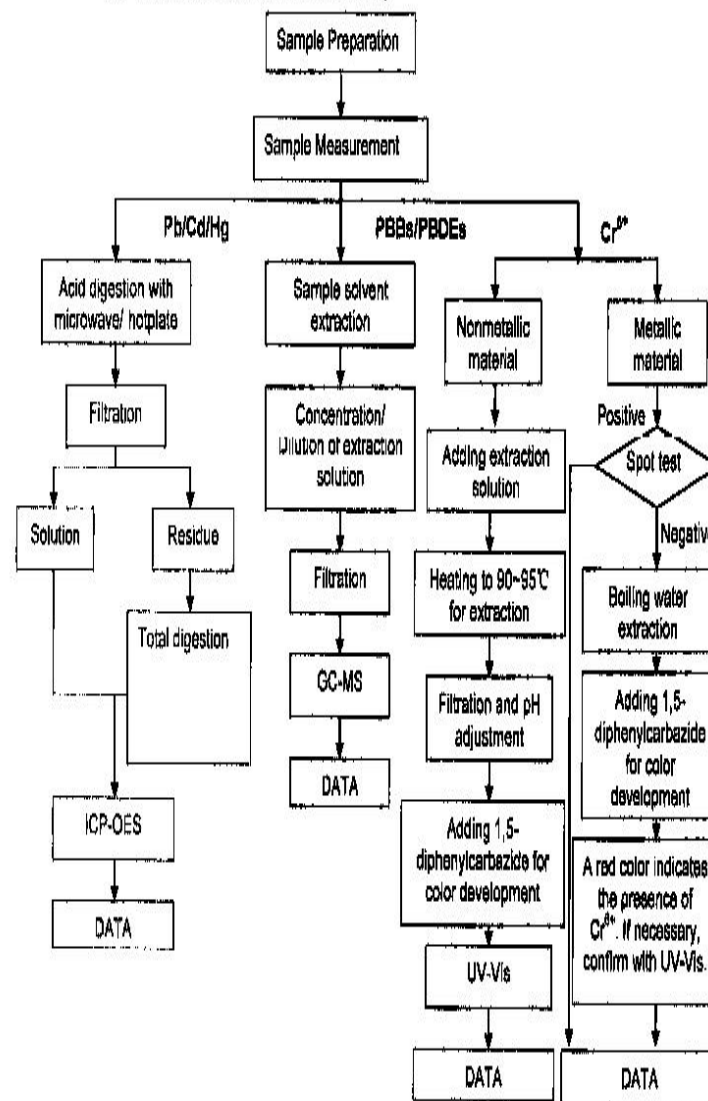 Sample Preparation
Sample Measurement
Pb/Cd/Hg
PBBs/PBDEs
Cr⁶⁺
Acid digestion with
microwave/ hotplate
Filtration
Solution
Residue
Total digestion
ICP-OES
DATA
Sample solvent
extraction
Concentration/
Dilution of extraction
solution
Filtration
GC-MS
DATA
Nonmetallic
material
Adding extraction
solution
Heating to 90~95℃
for extraction
Filtration and pH
adjustment
Adding 1,5-
diphenylcarbazide for
color development
UV-Vis
DATA
Metallic
material
Positive
Spot test
Negative
Boiling water
extraction
Adding 1,5-
diphenylcarbazide
for color
development
A red color indicates
the presence of
Cr⁶⁺. If necessary,
confirm with UV-Vis.
DATA